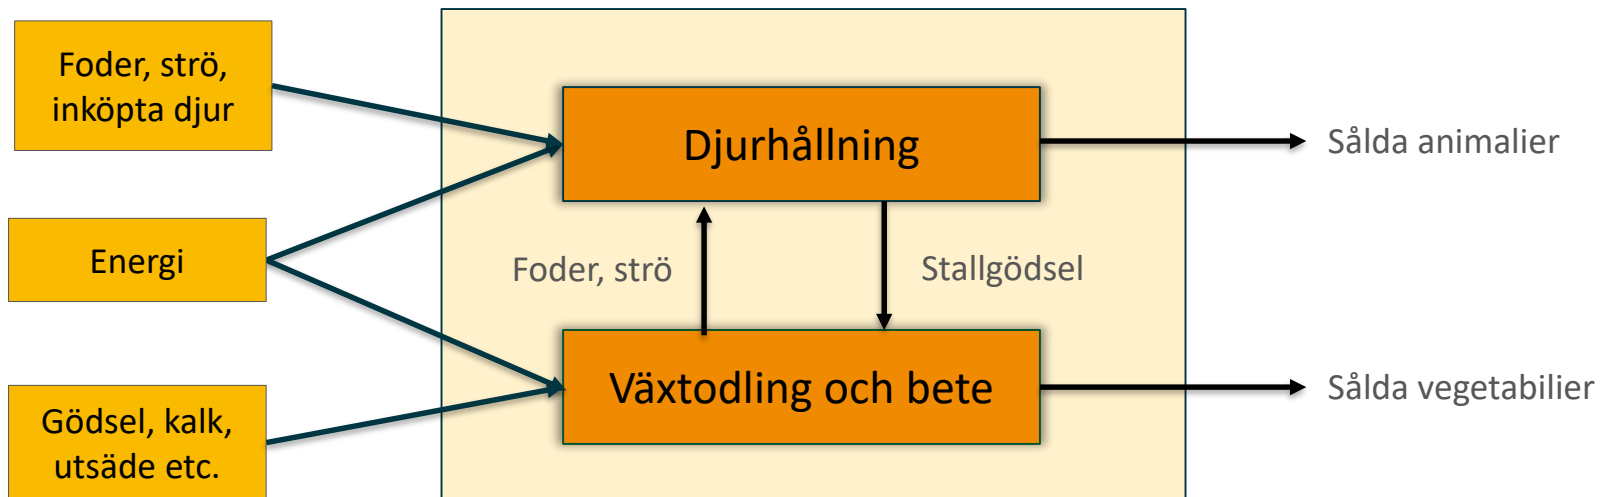 Foder, strö,
inköpta djur
Djurhållning
Sålda animalier
Energi
Foder, strö
Stallgödsel
Växtodling och bete
Sålda vegetabilier
Gödsel, kalk,
utsäde etc.